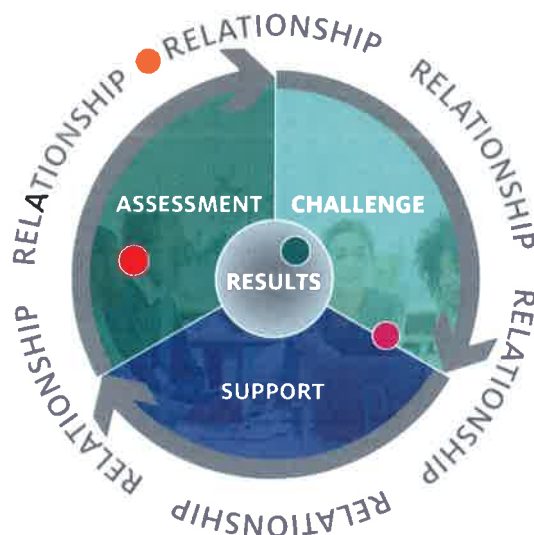 RELATIONSHIP
RELATIONSHIP
RELATIONSHIP
RELATIONSHIP
RELATIONSHIP
RELATIONSHIP
ASSESSMENT
CHALLENGE
RESULTS
SUPPORT